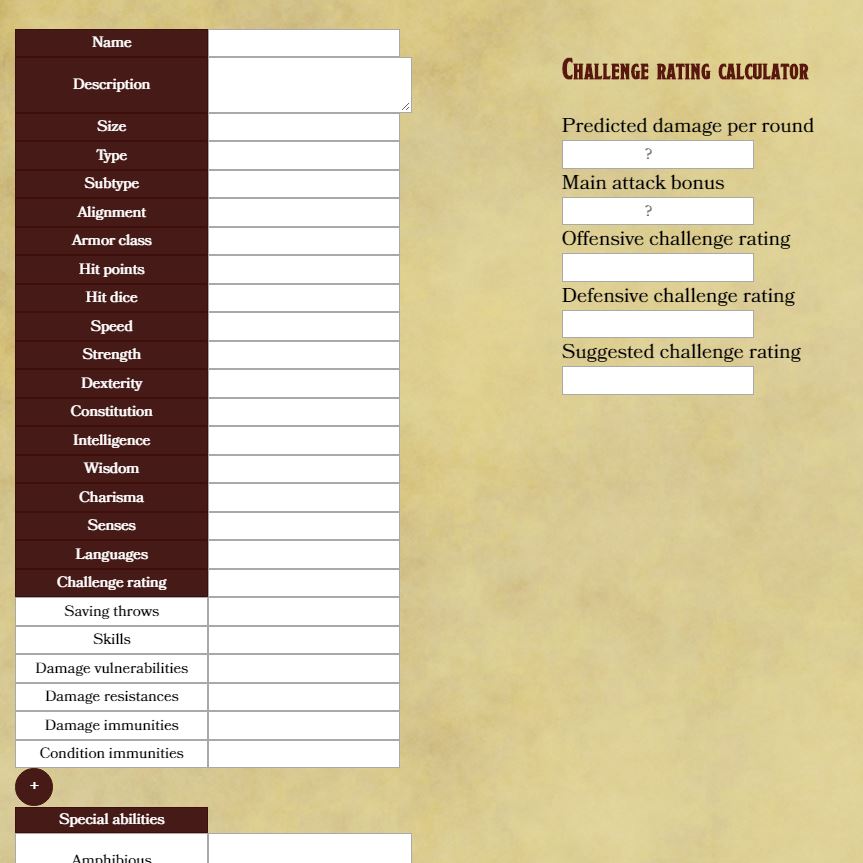 Name
Description
Size
Type
Subtype
Alignment
Armor class
Hit points
Hit dice
Speed
Strength
Dexterity
Constitution
Intelligence
Wisdom
Charisma
Senses
Languages
Challenge rating
Saving throws
Skills
Damage vulnerabilities
Damage resistances
Damage immunities
Condition immunities
+
Special abilities
Amphibious
Challenge rating calculator
Predicted damage per round
?
Main attack bonus
?
Offensive challenge rating
Defensive challenge rating
Suggested challenge rating